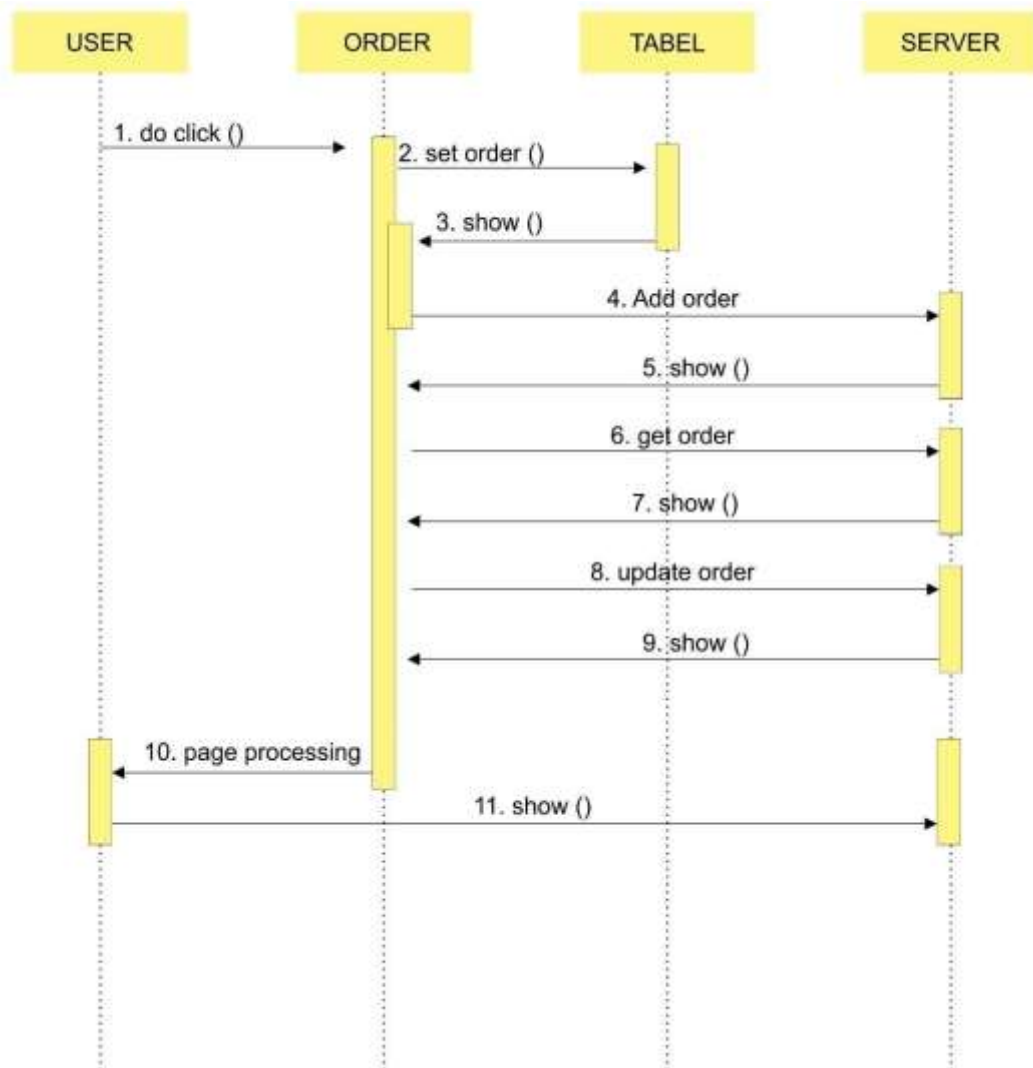 USER
ORDER
TABEL
SERVER
1. do click ()
2. set order ()
3. show ()
4. Add order
5. show ()
6. get order
7. show ()
8. update order
9. show ()
10. page processing
11. show ()